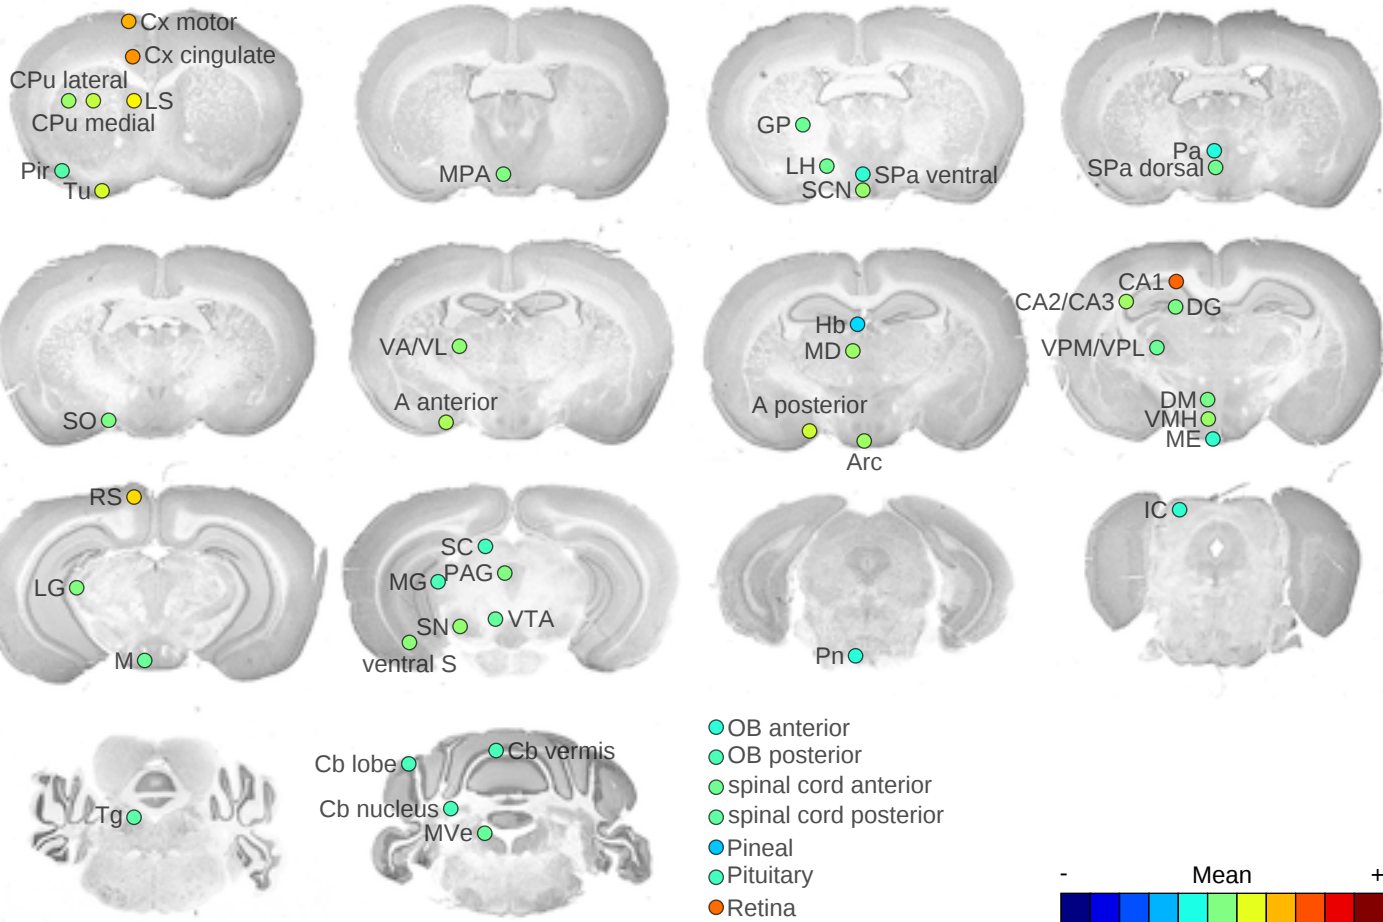 Cx motor
Cx cingulate
CPu lateral
LS
CPu medial
Pir
Tu
MPA
GP
LH
SPa ventral
SCN
Pa
SPa dorsal
SO
VA/VL
A anterior
Hb
MD
A posterior
Arc
CA1
CA2/CA3
DG
VPM/VPL
DM
VMH
ME
RS
LG
M
SC
MG
PAG
SN
VTA
ventral S
Pn
IC
Tg
Cb lobe
Cb vermis
Cb nucleus
MVe
OB anterior
OB posterior
spinal cord anterior
spinal cord posterior
Pineal
Pituitary
Retina
- Mean +